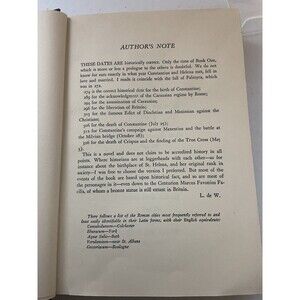 AUTHOR'S NOTE
THESE DATES ARE historically correct. Only the time of Book One,
which is more or less a prologue to the others is doubtful. We do not
know for sure exactly in what year Constantius and Helena met, fell in
love and married. I made it coincide with the fall of Palmyra, which
was in 272.
274 is the correct historical date for the birth of Constantine;
289 for the acknowledgment of the Carausius regime by Rome;
293 for the assassination of Carausius;
296 for the liberation of Britain;
303 for the famous Edict of Diocletian and Maximian against the
Christians;
306 for the death of Constantius (July 25);
312 for Constantine's campaign against Maxentius and the battle at
the Milvian bridge (October 28);
326 for the death of Crispus and the finding of the True Cross (May
3).
This is a novel and does not claim to be accurate historically in all
points. Where historians are at loggerheads with each other—as for
instance about the birthplace of St. Helena, and her original rank in
society—I was free to choose the version I preferred. But most of the
events of the book are based upon historical fact, and so are most of
the personages in it—even down to the Centurion Marcus Favonius Fa-
cilis, of whom a bronze statue is still extant in Britain.
L. de W.
There follows a list of the Roman cities most frequently referred to and
least easily identifiable in their Latin forms, with their English equivalents:
Camulodunum—Colchester
Eburacum—York
Aquae Sulis—Bath
Verulamium—near St. Albans
Gessoriacum—Boulogne